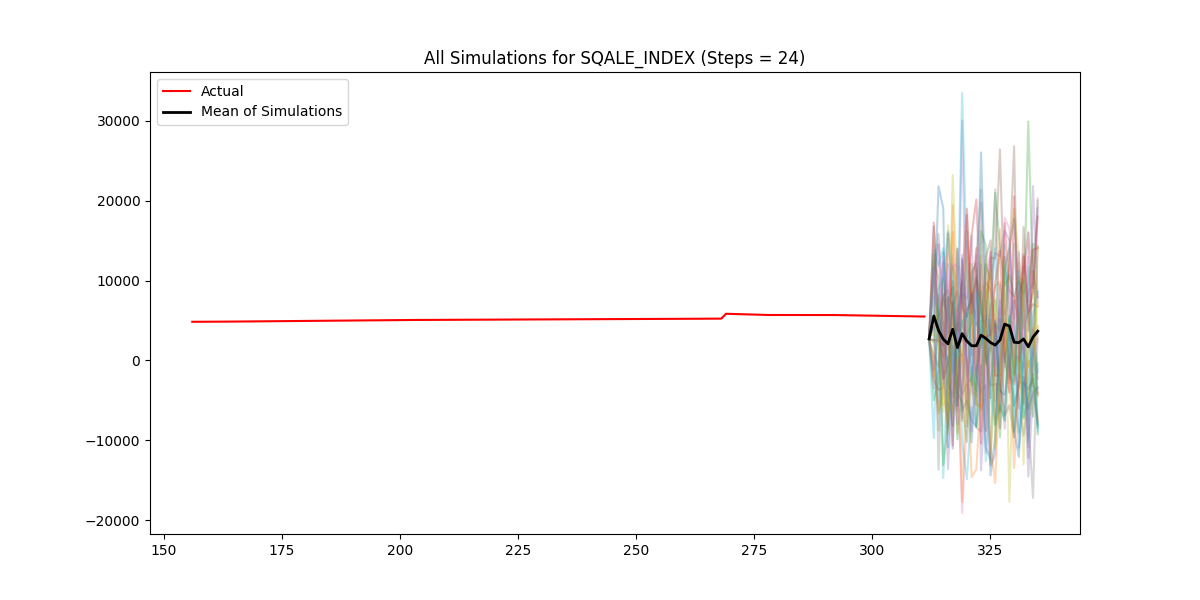 All Simulations for SQALE_INDEX (Steps = 24)
Actual
Mean of Simulations
30000
20000
10000
0
−10000
−20000
150 175 200 225 250 275 300 325